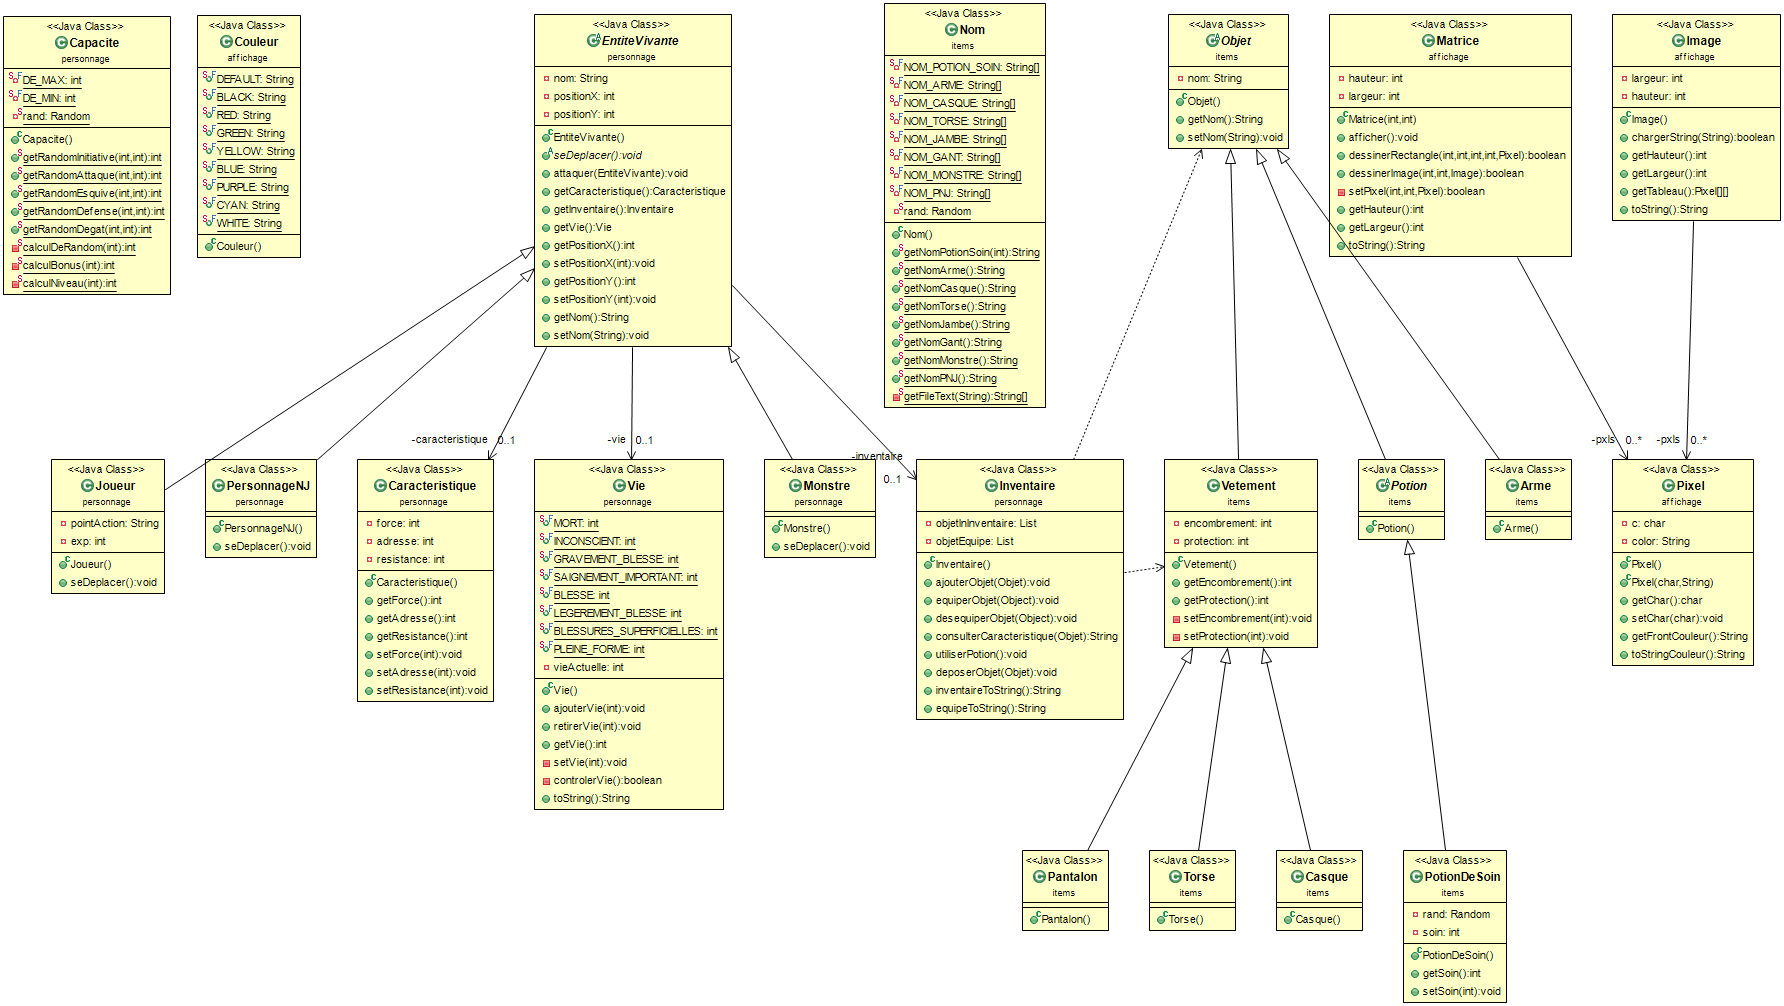 <<Java Class>>
Capacite
personnage
DE_MAX: int
DE_MIN: int
rand: Random
Capacite()
getRandomInitiative(int,int):int
getRandomAttaque(int,int):int
getRandomEsquive(int,int):int
getRandomDefense(int,int):int
getRandomDegat(int,int):int
calculDeRandom(int):int
calculBonus(int):int
calculNiveau(int):int
<<Java Class>>
Couleur
affichage
DEFAULT: String
BLACK: String
RED: String
GREEN: String
YELLOW: String
BLUE: String
PURPLE: String
CYAN: String
WHITE: String
Couleur()
<<Java Class>>
EntiteVivante
personnage
nom: String
positionX: int
positionY: int
EntiteVivante()
seDeplacer():void
attaquer(EntiteVivante):void
getCaracteristique():Caracteristique
getInventaire():Inventaire
getVie():Vie
getPositionX():int
setPositionX(int):void
getPositionY():int
setPositionY(int):void
getNom():String
setNom(String):void
<<Java Class>>
Nom
items
NOM_POTION_SOIN: String[]
NOM_ARME: String[]
NOM_CASQUE: String[]
NOM_TORSE: String[]
NOM_JAMBE: String[]
NOM_GANT: String[]
NOM_MONSTRE: String[]
NOM_PNJ: String[]
rand: Random
Nom()
getNomPotionSoin(int):String
getNomArme():String
getNomCasque():String
getNomTorse():String
getNomJambe():String
getNomGant():String
getNomMonstre():String
getNomPNJ():String
getFileText(String):String[]
<<Java Class>>
Objet
items
nom: String
Objet()
getNom():String
setNom(String):void
<<Java Class>>
Matrice
affichage
hauteur: int
largeur: int
Matrice(int,int)
afficher():void
dessinerRectangle(int,int,int,int,Pixel):boolean
dessinerImage(int,int,Image):boolean
setPixel(int,int,Pixel):boolean
getHauteur():int
getLargeur():int
toString():String
<<Java Class>>
Image
affichage
largeur: int
hauteur: int
Image()
chargerString(String):boolean
getHauteur():int
getLargeur():int
getTableau():Pixel[][]
toString():String
-caracteristique 0..1
-vie 0..1
-inventaire
0..1
-pxls 0..*
-pxls 0..*
<<Java Class>>
Joueur
personnage
pointAction: String
exp: int
Joueur()
seDeplacer():void
<<Java Class>>
PersonnageNJ
personnage
PersonnageNJ()
seDeplacer():void
<<Java Class>>
Caracteristique
personnage
force: int
adresse: int
resistance: int
Caracteristique()
getForce():int
getAdresse():int
getResistance():int
setForce(int):void
setAdresse(int):void
setResistance(int):void
<<Java Class>>
Vie
personnage
MORT: int
INCONSCIENT: int
GRAVEMENT_BLESSE: int
SAIGNEMENT_IMPORTANT: int
BLESSE: int
LEGEREMENT_BLESSE: int
BLESSURES_SUPERFICIELLES: int
PLEINE_FORME: int
vieActuelle: int
Vie()
ajouterVie(int):void
retirerVie(int):void
getVie():int
setVie(int):void
controlerVie():boolean
toString():String
<<Java Class>>
Monstre
personnage
Monstre()
seDeplacer():void
<<Java Class>>
Inventaire
personnage
objetInInventaire: List
objetEquipe: List
Inventaire()
ajouterObjet(Objet):void
equiperObjet(Object):void
desequiperObjet(Object):void
consulterCaracteristique(Objet):String
utiliserPotion():void
deposerObjet(Objet):void
inventaireToString():String
equipeToString():String
<<Java Class>>
Vetement
items
encombrement: int
protection: int
Vetement()
getEncombrement():int
getProtection():int
setEncombrement(int):void
setProtection(int):void
<<Java Class>>
Potion
items
Potion()
<<Java Class>>
Arme
items
Arme()
<<Java Class>>
Pixel
affichage
c: char
color: String
Pixel()
Pixel(char,String)
getChar():char
setChar(char):void
getFrontCouleur():String
toStringCouleur():String
<<Java Class>>
Pantalon
items
Pantalon()
<<Java Class>>
Torse
items
Torse()
<<Java Class>>
Casque
items
Casque()
<<Java Class>>
PotionDeSoin
items
rand: Random
soin: int
PotionDeSoin()
getSoin():int
setSoin(int):void